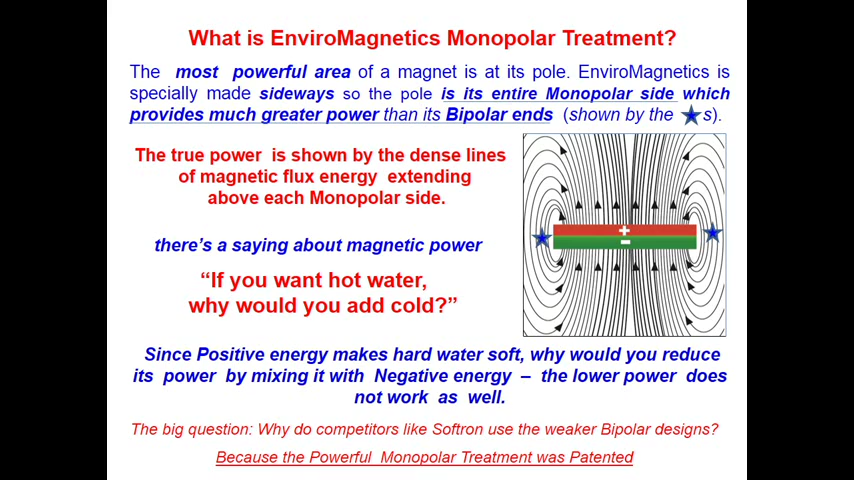 What is EnviroMagnetics Monopolar Treatment?
The most powerful area of a magnet is at its pole. EnviroMagnetics is
specially made sideways so the pole is its entire Monopolar side which
provides much greater power than its Bipolar ends (shown by the ★s).
The true power is shown by the dense lines
of magnetic flux energy extending
above each Monopolar side.
there's a saying about magnetic power
“If you want hot water,
why would you add cold?”
+
–
Since Positive energy makes hard water soft, why would you reduce
its power by mixing it with Negative energy – the lower power does
not work as well.
The big question: Why do competitors like Softron use the weaker Bipolar designs?
Because the Powerful Monopolar Treatment was Patented